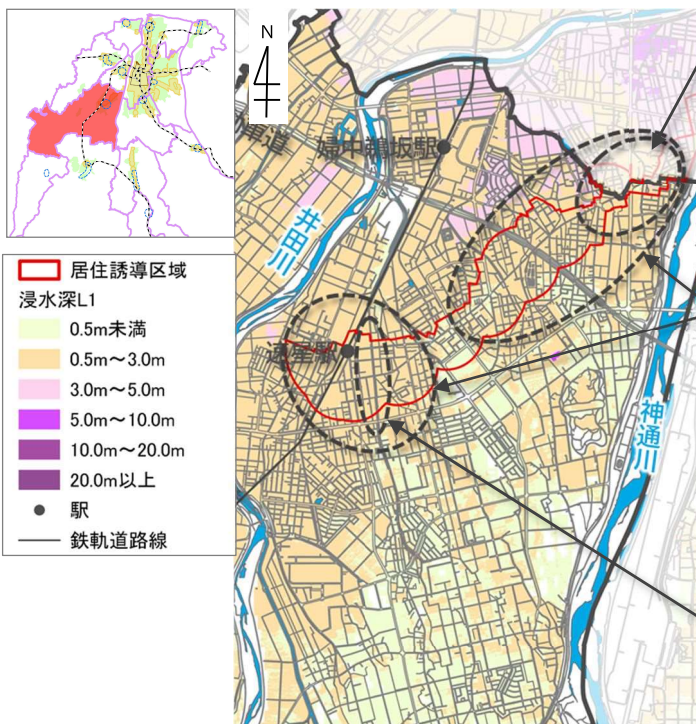 N
婦中鵜坂駅
井田川
速星駅
神通川
居住誘導区域
浸水深L1
0.5m未満
0.5m～3.0m
3.0m～5.0m
5.0m～10.0m
10.0m～20.0m
20.0m以上
駅
鉄軌道路線